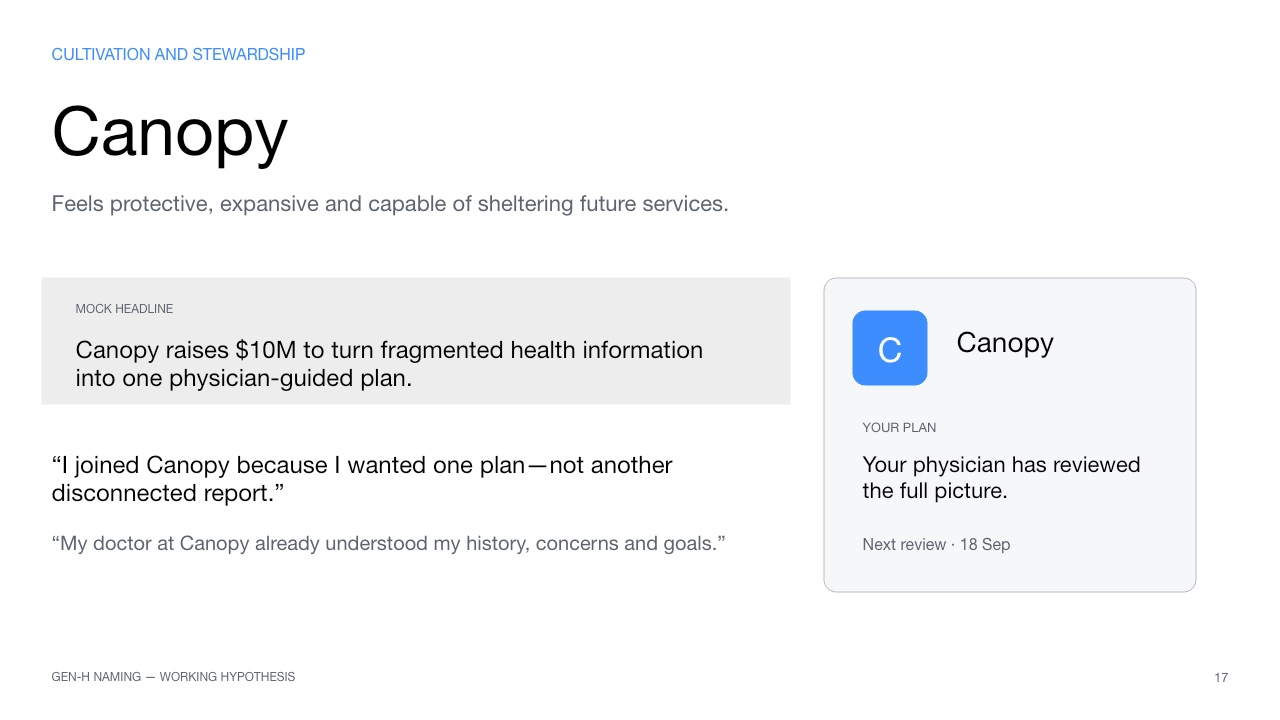 CULTIVATION AND STEWARDSHIP
Canopy
Feels protective, expansive and capable of sheltering future services.
MOCK HEADLINE
Canopy raises $10M to turn fragmented health information
into one physician-guided plan.
“I joined Canopy because I wanted one plan—not another
disconnected report.”
“My doctor at Canopy already understood my history, concerns and goals.”
C
Canopy
YOUR PLAN
Your physician has reviewed
the full picture.
Next review · 18 Sep
GEN-H NAMING — WORKING HYPOTHESIS
17